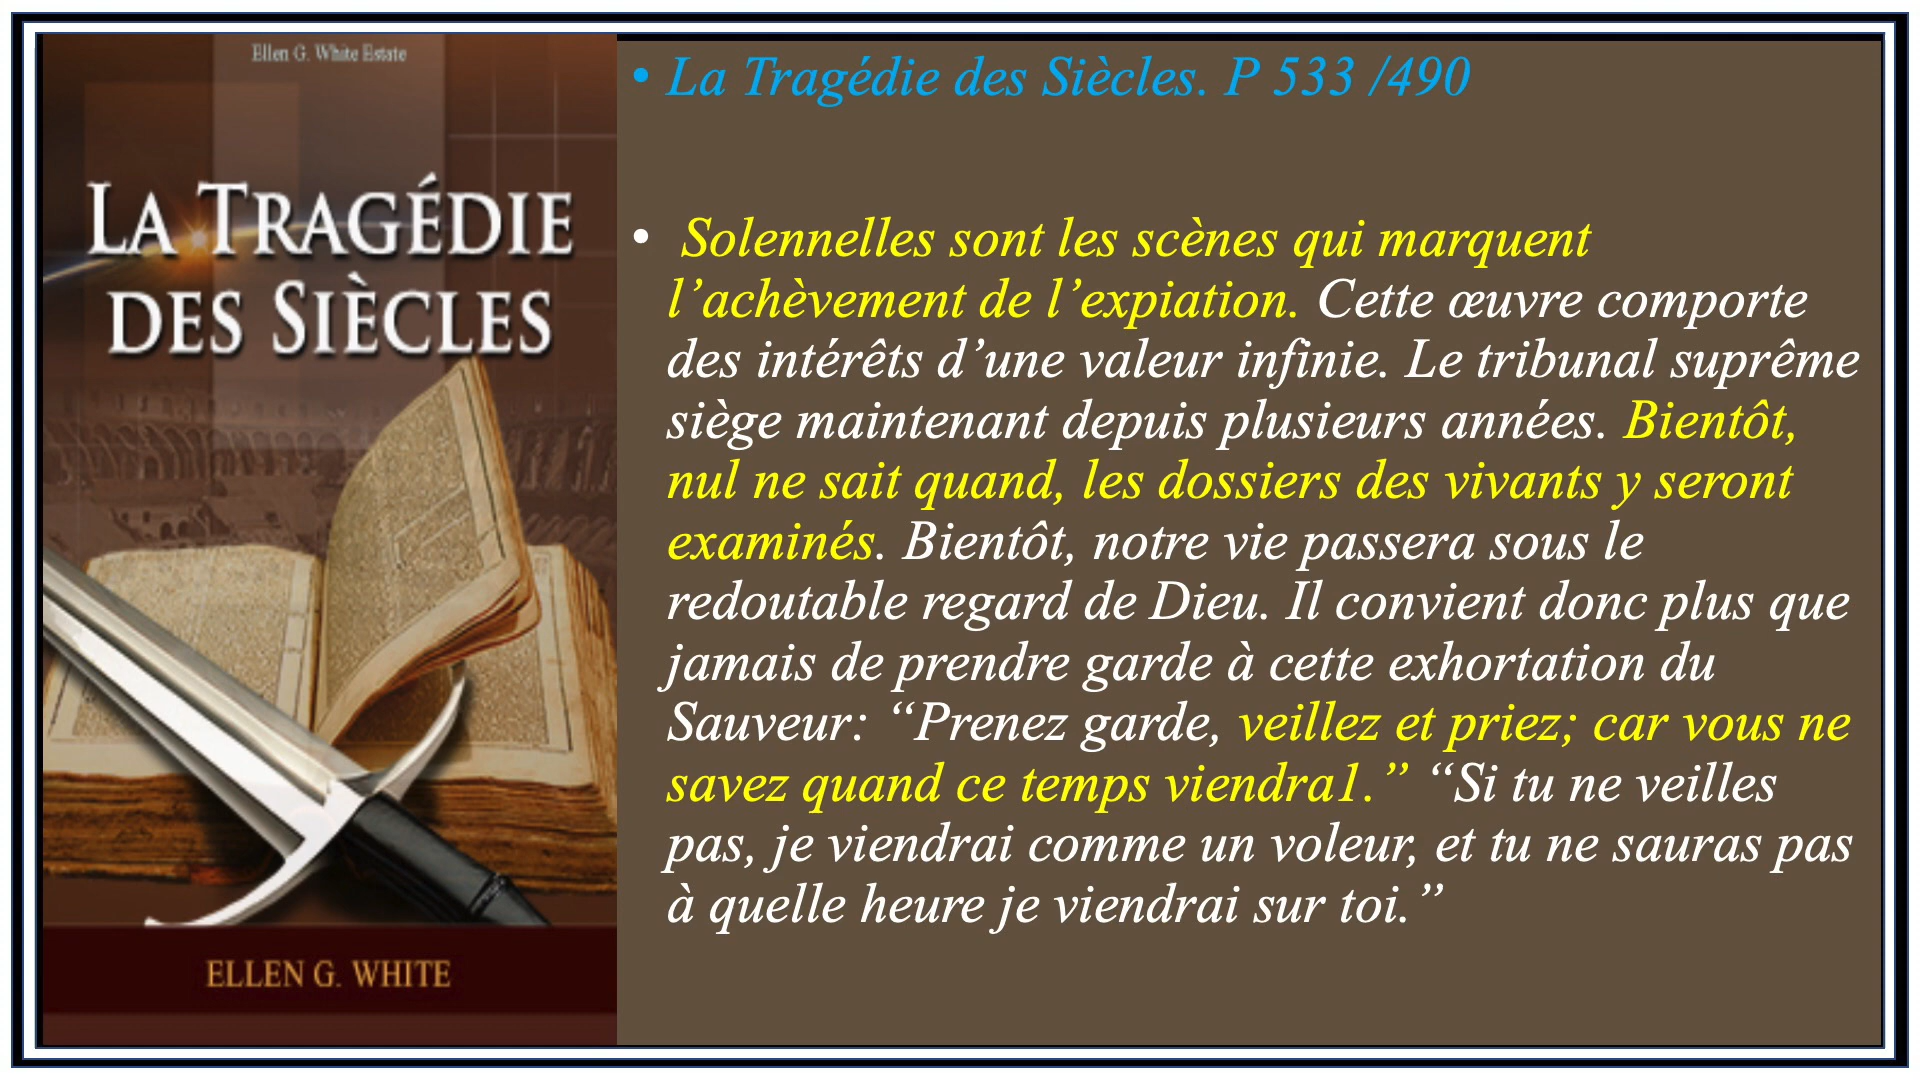 Ellen G. White Estate
LA TRAGÉDIE
DES SIÈCLES
ELLEN G. WHITE
• La Tragédie des Siècles. P 533 /490
• Solennelles sont les scènes qui marquent
l’achèvement de l’expiation. Cette œuvre comporte
des intérêts d’une valeur infinie. Le tribunal suprême
siège maintenant depuis plusieurs années. Bientôt,
nul ne sait quand, les dossiers des vivants y seront
examinés. Bientôt, notre vie passera sous le
redoutable regard de Dieu. Il convient donc plus que
jamais de prendre garde à cette exhortation du
Sauveur: “Prenez garde, veillez et priez; car vous ne
savez quand ce temps viendra1.” “Si tu ne veilles
pas, je viendrai comme un voleur, et tu ne sauras pas
à quelle heure je viendrai sur toi.”